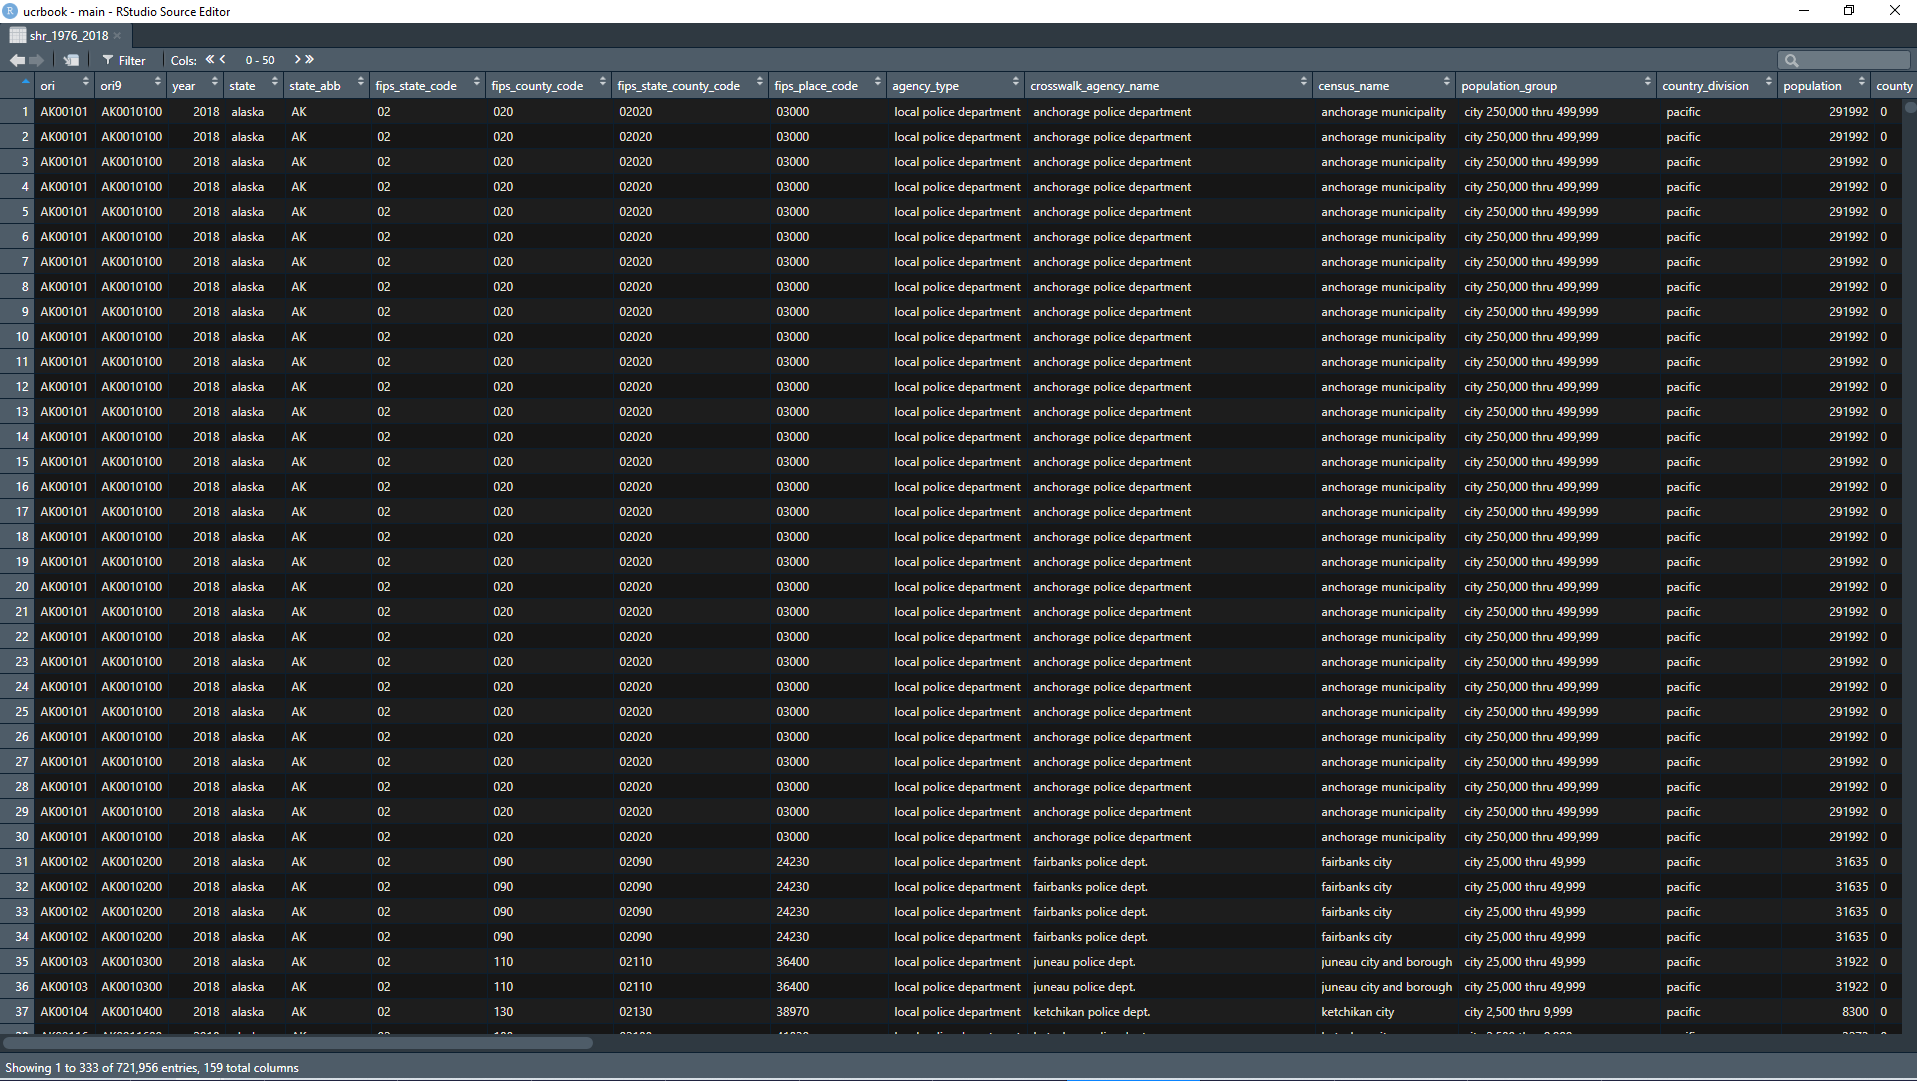 ucrbook - main - RStudio Source Editor
shr_1976_2018
Filter Cols: 0 - 50
ori ori9 year state state_abb fips_state_code fips_county_code fips_state_county_code fips_place_code agency_type crosswalk_agency_name census_name population_group country_division population county
1 AK00101 AK0010100 2018 alaska AK 02 020 02020 03000 local police department anchorage police department anchorage municipality city 250,000 thru 499,999 pacific 291992 0
2 AK00101 AK0010100 2018 alaska AK 02 020 02020 03000 local police department anchorage police department anchorage municipality city 250,000 thru 499,999 pacific 291992 0
3 AK00101 AK0010100 2018 alaska AK 02 020 02020 03000 local police department anchorage police department anchorage municipality city 250,000 thru 499,999 pacific 291992 0
4 AK00101 AK0010100 2018 alaska AK 02 020 02020 03000 local police department anchorage police department anchorage municipality city 250,000 thru 499,999 pacific 291992 0
5 AK00101 AK0010100 2018 alaska AK 02 020 02020 03000 local police department anchorage police department anchorage municipality city 250,000 thru 499,999 pacific 291992 0
6 AK00101 AK0010100 2018 alaska AK 02 020 02020 03000 local police department anchorage police department anchorage municipality city 250,000 thru 499,999 pacific 291992 0
7 AK00101 AK0010100 2018 alaska AK 02 020 02020 03000 local police department anchorage police department anchorage municipality city 250,000 thru 499,999 pacific 291992 0
8 AK00101 AK0010100 2018 alaska AK 02 020 02020 03000 local police department anchorage police department anchorage municipality city 250,000 thru 499,999 pacific 291992 0
9 AK00101 AK0010100 2018 alaska AK 02 020 02020 03000 local police department anchorage police department anchorage municipality city 250,000 thru 499,999 pacific 291992 0
10 AK00101 AK0010100 2018 alaska AK 02 020 02020 03000 local police department anchorage police department anchorage municipality city 250,000 thru 499,999 pacific 291992 0
11 AK00101 AK0010100 2018 alaska AK 02 020 02020 03000 local police department anchorage police department anchorage municipality city 250,000 thru 499,999 pacific 291992 0
12 AK00101 AK0010100 2018 alaska AK 02 020 02020 03000 local police department anchorage police department anchorage municipality city 250,000 thru 499,999 pacific 291992 0
13 AK00101 AK0010100 2018 alaska AK 02 020 02020 03000 local police department anchorage police department anchorage municipality city 250,000 thru 499,999 pacific 291992 0
14 AK00101 AK0010100 2018 alaska AK 02 020 02020 03000 local police department anchorage police department anchorage municipality city 250,000 thru 499,999 pacific 291992 0
15 AK00101 AK0010100 2018 alaska AK 02 020 02020 03000 local police department anchorage police department anchorage municipality city 250,000 thru 499,999 pacific 291992 0
16 AK00101 AK0010100 2018 alaska AK 02 020 02020 03000 local police department anchorage police department anchorage municipality city 250,000 thru 499,999 pacific 291992 0
17 AK00101 AK0010100 2018 alaska AK 02 020 02020 03000 local police department anchorage police department anchorage municipality city 250,000 thru 499,999 pacific 291992 0
18 AK00101 AK0010100 2018 alaska AK 02 020 02020 03000 local police department anchorage police department anchorage municipality city 250,000 thru 499,999 pacific 291992 0
19 AK00101 AK0010100 2018 alaska AK 02 020 02020 03000 local police department anchorage police department anchorage municipality city 250,000 thru 499,999 pacific 291992 0
20 AK00101 AK0010100 2018 alaska AK 02 020 02020 03000 local police department anchorage police department anchorage municipality city 250,000 thru 499,999 pacific 291992 0
21 AK00101 AK0010100 2018 alaska AK 02 020 02020 03000 local police department anchorage police department anchorage municipality city 250,000 thru 499,999 pacific 291992 0
22 AK00101 AK0010100 2018 alaska AK 02 020 02020 03000 local police department anchorage police department anchorage municipality city 250,000 thru 499,999 pacific 291992 0
23 AK00101 AK0010100 2018 alaska AK 02 020 02020 03000 local police department anchorage police department anchorage municipality city 250,000 thru 499,999 pacific 291992 0
24 AK00101 AK0010100 2018 alaska AK 02 020 02020 03000 local police department anchorage police department anchorage municipality city 250,000 thru 499,999 pacific 291992 0
25 AK00101 AK0010100 2018 alaska AK 02 020 02020 03000 local police department anchorage police department anchorage municipality city 250,000 thru 499,999 pacific 291992 0
26 AK00101 AK0010100 2018 alaska AK 02 020 02020 03000 local police department anchorage police department anchorage municipality city 250,000 thru 499,999 pacific 291992 0
27 AK00101 AK0010100 2018 alaska AK 02 020 02020 03000 local police department anchorage police department anchorage municipality city 250,000 thru 499,999 pacific 291992 0
28 AK00101 AK0010100 2018 alaska AK 02 020 02020 03000 local police department anchorage police department anchorage municipality city 250,000 thru 499,999 pacific 291992 0
29 AK00101 AK0010100 2018 alaska AK 02 020 02020 03000 local police department anchorage police department anchorage municipality city 250,000 thru 499,999 pacific 291992 0
30 AK00101 AK0010100 2018 alaska AK 02 020 02020 03000 local police department anchorage police department anchorage municipality city 250,000 thru 499,999 pacific 291992 0
31 AK00102 AK0010200 2018 alaska AK 02 090 02090 24230 local police department fairbanks police dept. fairbanks city city 25,000 thru 49,999 pacific 31635 0
32 AK00102 AK0010200 2018 alaska AK 02 090 02090 24230 local police department fairbanks police dept. fairbanks city city 25,000 thru 49,999 pacific 31635 0
33 AK00102 AK0010200 2018 alaska AK 02 090 02090 24230 local police department fairbanks police dept. fairbanks city city 25,000 thru 49,999 pacific 31635 0
34 AK00102 AK0010200 2018 alaska AK 02 090 02090 24230 local police department fairbanks police dept. fairbanks city city 25,000 thru 49,999 pacific 31635 0
35 AK00103 AK0010300 2018 alaska AK 02 110 02110 36400 local police department juneau police dept. juneau city and borough city 25,000 thru 49,999 pacific 31922 0
36 AK00103 AK0010300 2018 alaska AK 02 110 02110 36400 local police department juneau police dept. juneau city and borough city 25,000 thru 49,999 pacific 31922 0
37 AK00104 AK0010400 2018 alaska AK 02 130 02130 38970 local police department ketchikan police dept. ketchikan city city 2,500 thru 9,999 pacific 8300 0
Showing 1 to 333 of 721,956 entries, 159 total columns